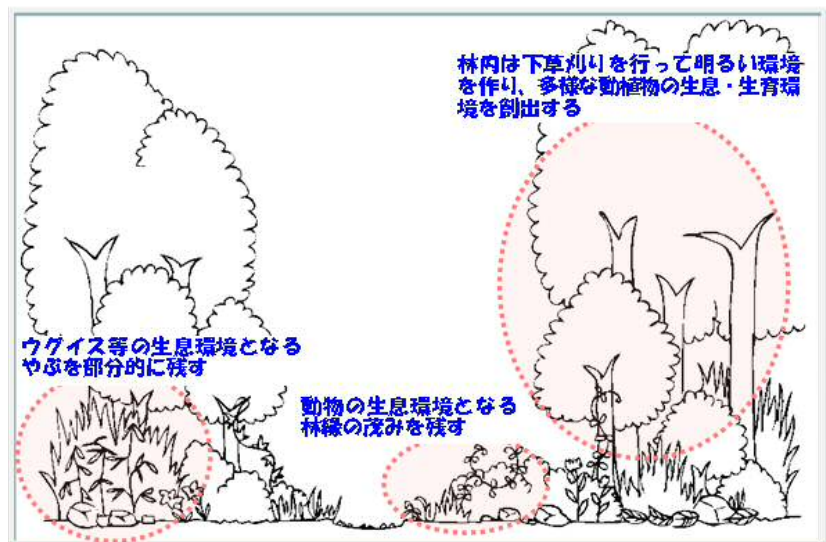 林内は下草刈りを行って明るい環境
を作り、多様な動植物の生息・生育環
境を創出する
ウグイス等の生息環境となる
やぶを部分的に残す
動物の生息環境となる
林縁の茂みを残す